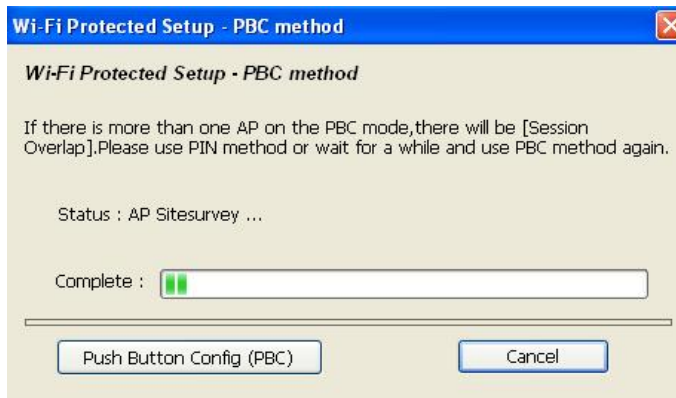 Wi-Fi Protected Setup - PBC method
Wi-Fi Protected Setup - PBC method
If there is more than one AP on the PBC mode,there will be [Session
Overlap].Please use PIN method or wait for a while and use PBC method again.
Status : AP Sitesurvey ...
Complete :
Push Button Config (PBC) Cancel